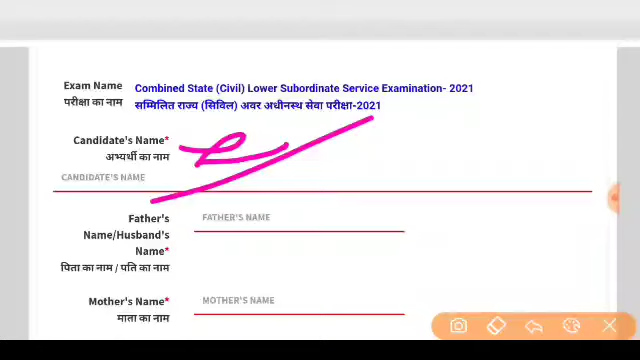 Exam Name
परीक्षा का नाम
Combined State (Civil) Lower Subordinate Service Examination- 2021
सम्मिलित राज्य (सिविल) अवर अधीनस्थ सेवा परीक्षा-2021
Candidate's Name*
अभ्यर्थी का नाम
CANDIDATE'S NAME
Father's
Name/Husband's
Name*
पिता का नाम / पति का नाम
FATHER'S NAME
Mother's Name*
माता का नाम
MOTHER'S NAME